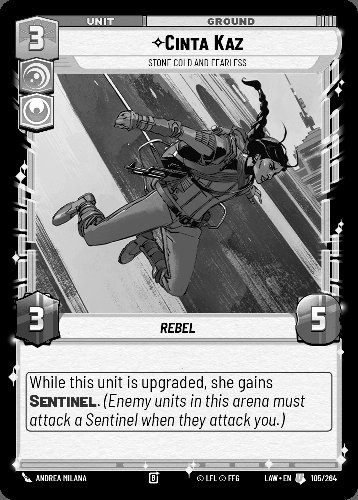 UNIT
GROUND
3
✧CINTA KAZ
STONE COLD AND FEARLESS
3
REBEL
5
While this unit is upgraded, she gains
SENTINEL. (Enemy units in this arena must
attack a Sentinel when they attack you.)
ANDREA MILANA
© LFL © FFG
LAW • EN
105/264